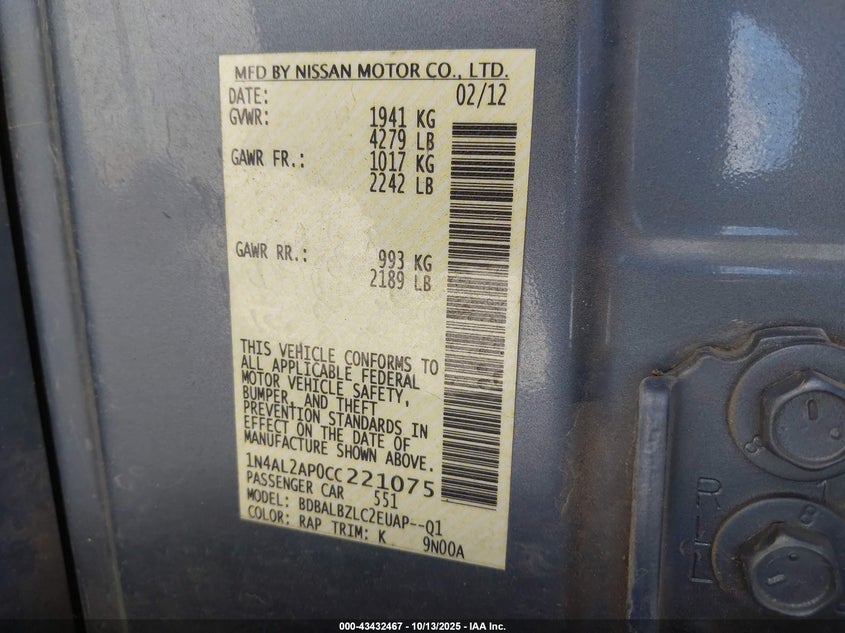 MFD BY NISSAN MOTOR CO., LTD.
DATE: 02/12
GVWR: 1941 KG
4279 LB
GAWR FR.: 1017 KG
2242 LB
GAWR RR.: 993 KG
2189 LB
THIS VEHICLE CONFORMS TO
ALL APPLICABLE FEDERAL
MOTOR VEHICLE SAFETY,
BUMPER, AND THEFT
PREVENTION STANDARDS IN
EFFECT ON THE DATE OF
MANUFACTURE SHOWN ABOVE.
1N4AL2AP0CC221075
PASSENGER CAR 551
MODEL: BDBALBZLC2EUAP--Q1
COLOR: RAP TRIM: K 9N00A
8
000-43432467 - 10/13/2025 - IAA Inc.